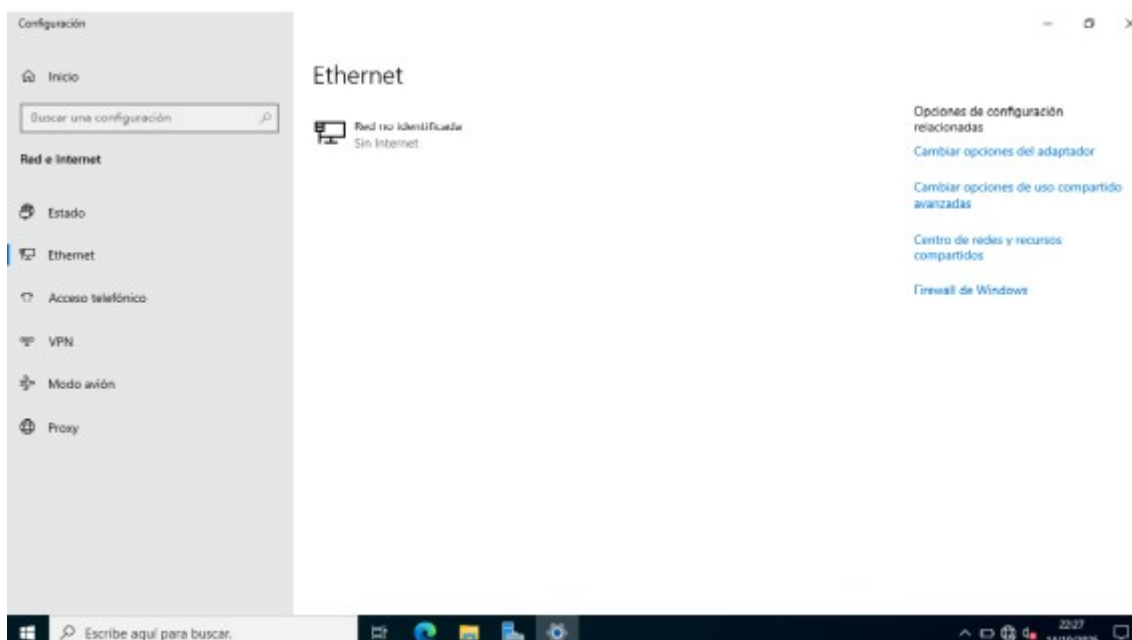 Configuración
Inicio
Buscar una configuración
Red e Internet
Estado
Ethernet
Acceso telefónico
VPN
Modo avión
Proxy
Ethernet
Red no identificada
Sin Internet
Opciones de configuración
relacionadas
Cambiar opciones del adaptador
Cambiar opciones de uso compartido
avanzadas
Centro de redes y recursos
compartidos
Firewall de Windows
Escribe aquí para buscar.
22:27